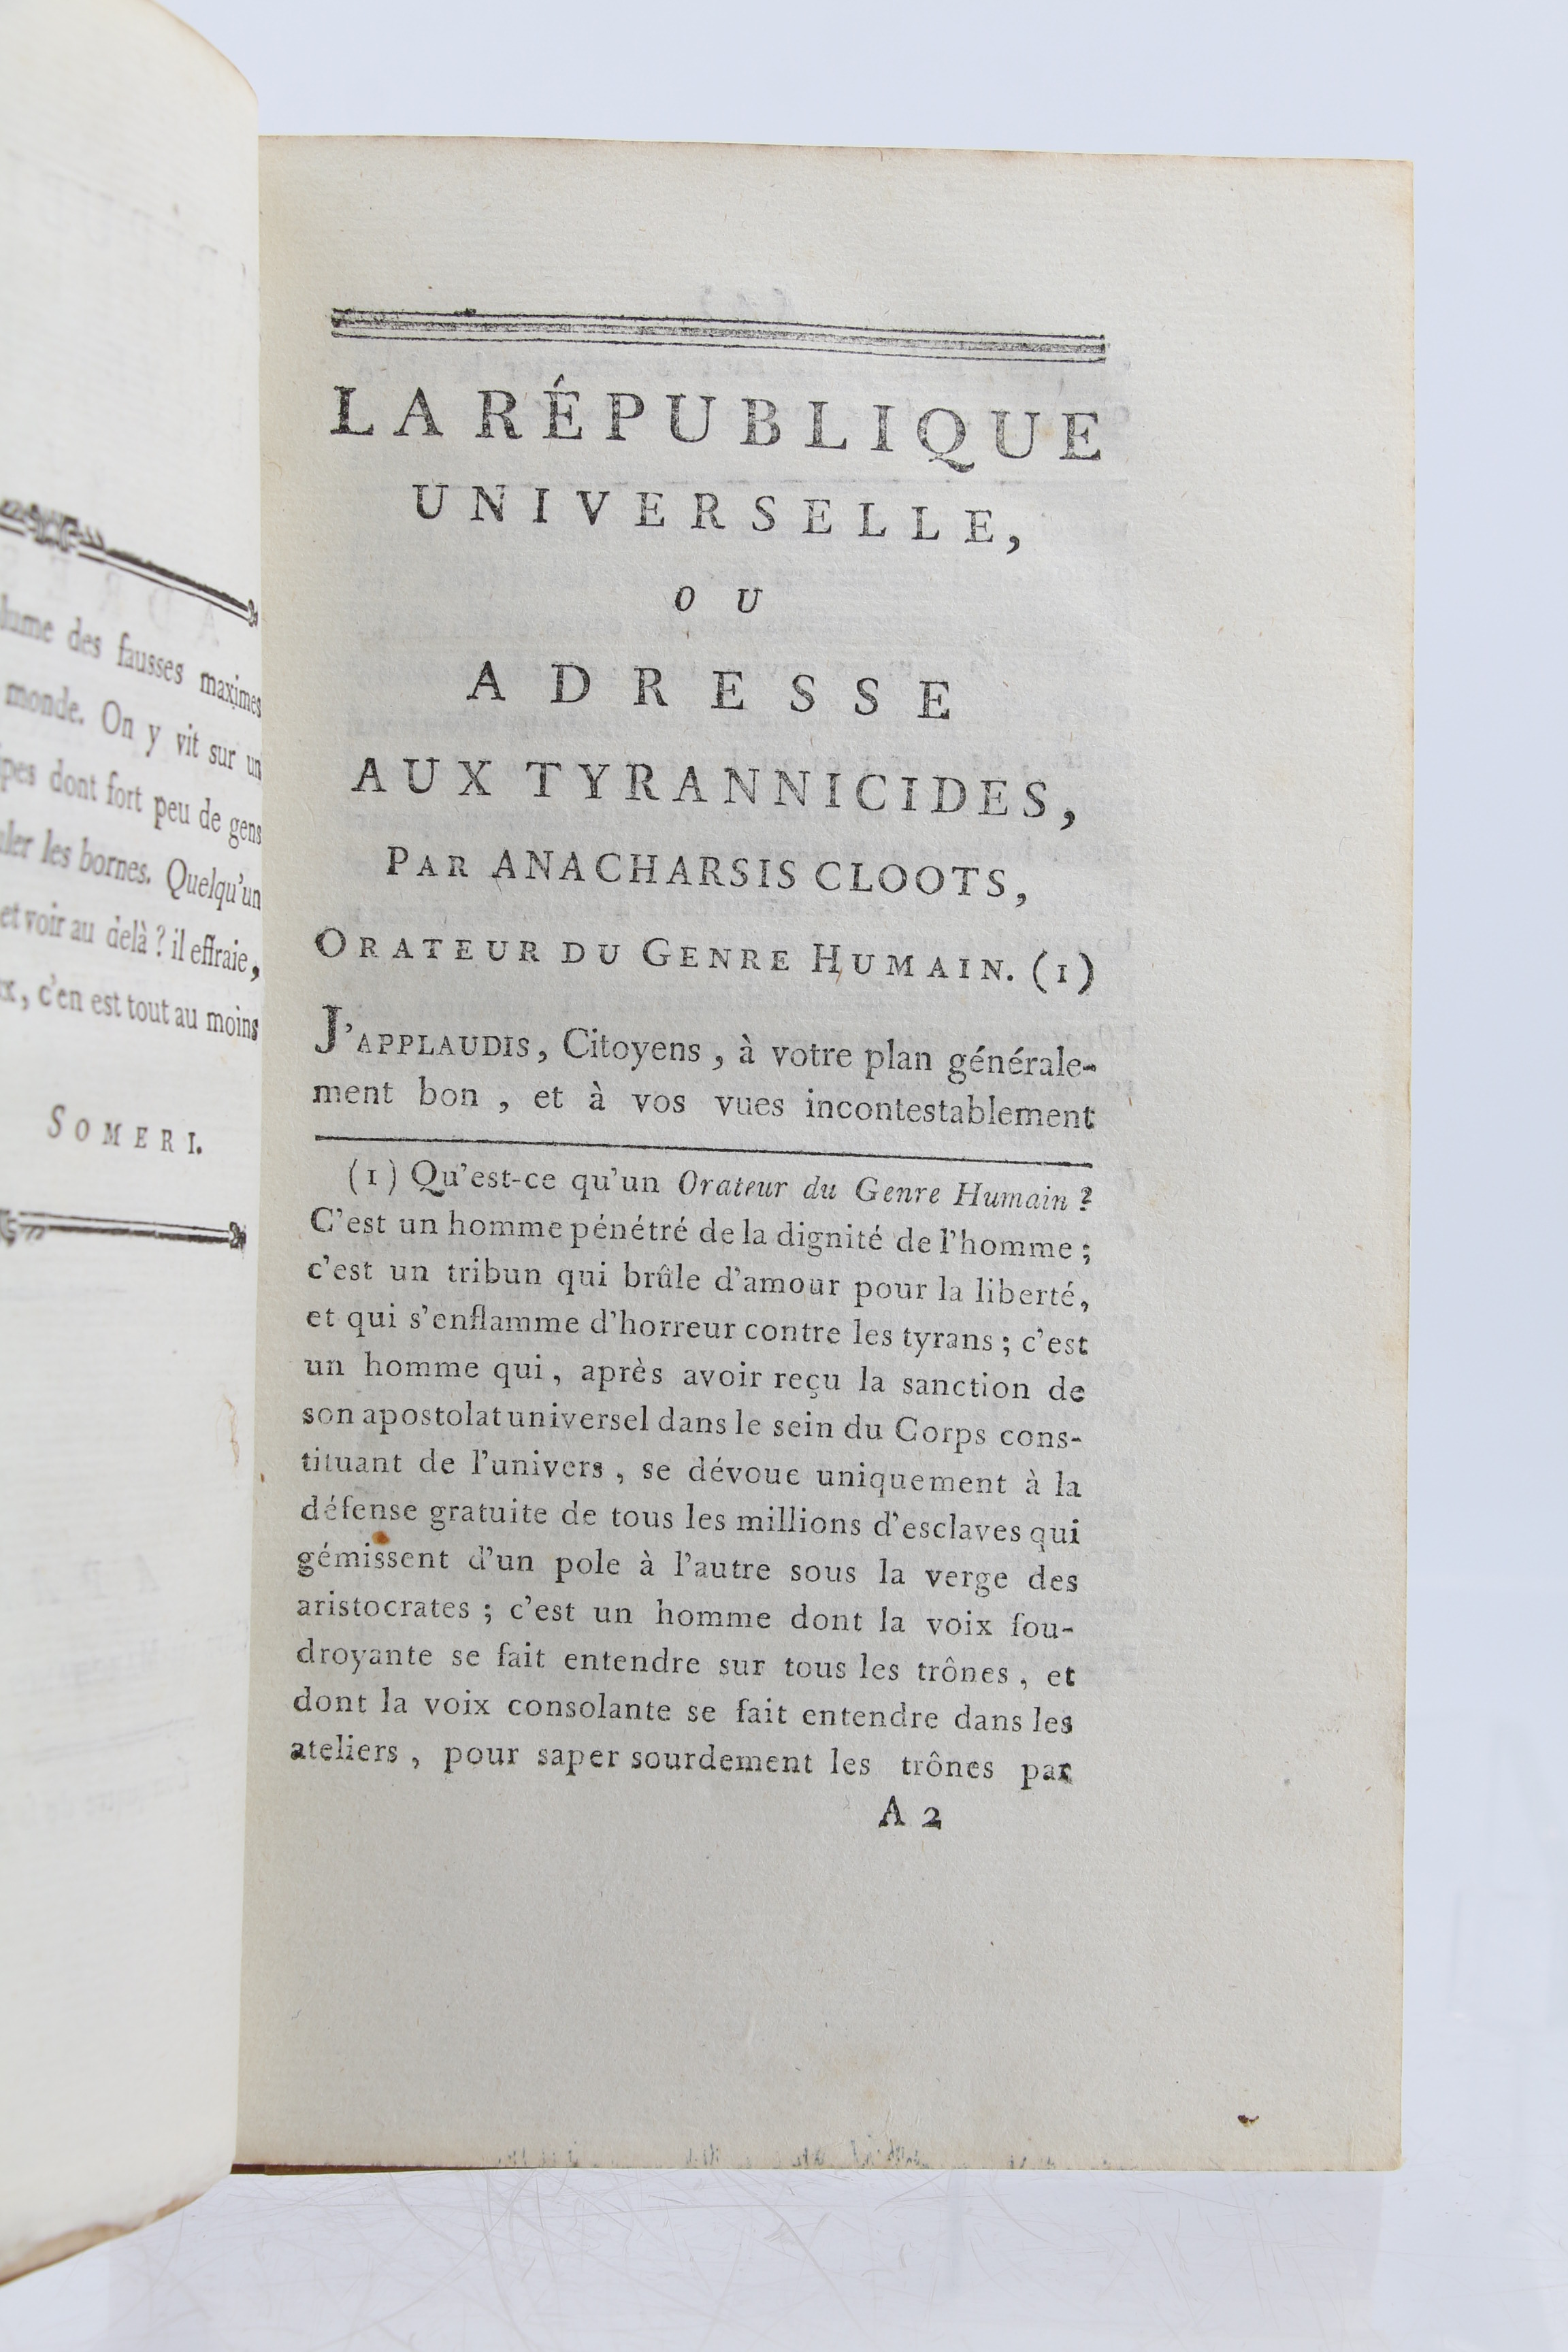 lume des fausses maximes
monde. On y vit sur un
dont fort peu de gens
les bornes. Quelqu'un
et voir au delà ? il effraie,
c'en est tout au moins
SOMERI.
LA RÉPUBLIQUE
UNIVERSELLE,
OU
ADRESSE
AUX TYRANNICIDES,
PAR ANACHARSIS CLOOTS,
ORATEUR DU GENRE HUMAIN. (1)
J'APPLAUDIS, Citoyens, à votre plan générale-
ment bon, et à vos vues incontestablement
(1) Qu'est-ce qu'un Orateur du Genre Humain ?
C'est un homme pénétré de la dignité de l'homme ;
c'est un tribun qui brûle d'amour pour la liberté,
et qui s'enflamme d'horreur contre les tyrans ; c'est
un homme qui, après avoir reçu la sanction de
son apostolat universel dans le sein du Corps cons-
tituant de l'univers, se dévoue uniquement à la
défense gratuite de tous les millions d'esclaves qui
gémissent d'un pole à l'autre sous la verge des
aristocrates ; c'est un homme dont la voix fou-
droyante se fait entendre sur tous les trônes, et
dont la voix consolante se fait entendre dans les
ateliers, pour saper sourdement les trônes par
A 2